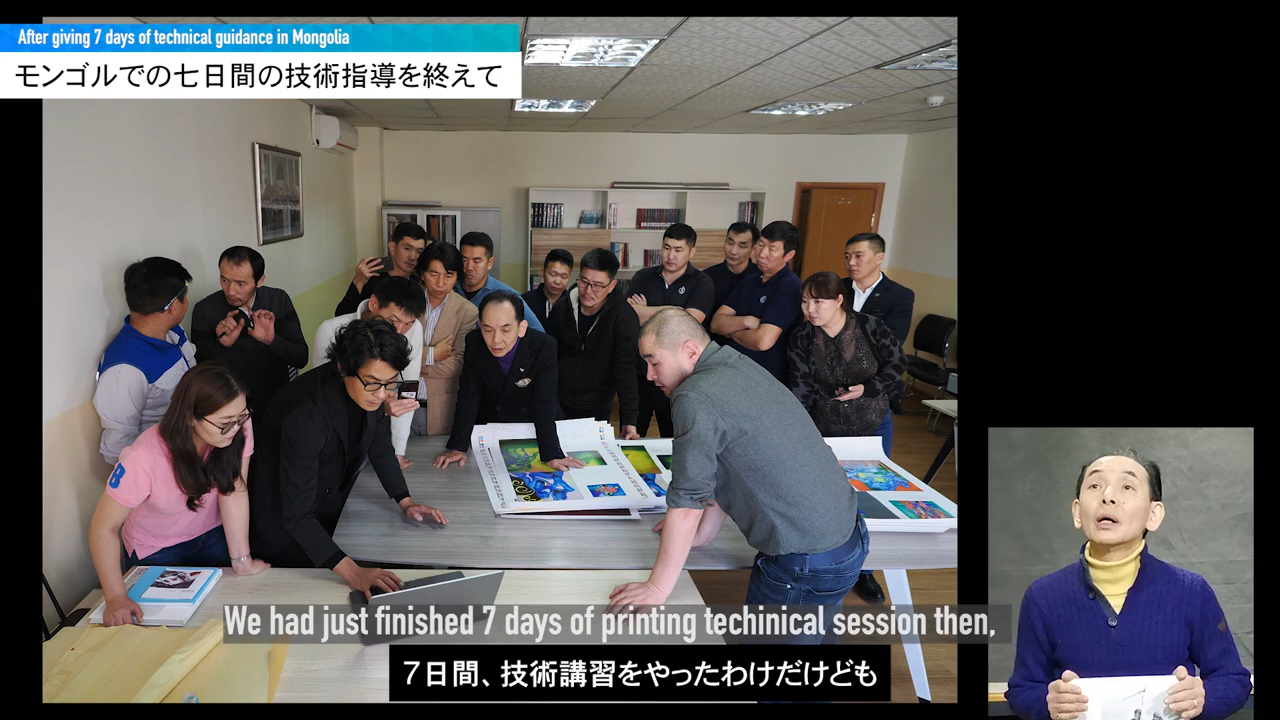 After giving 7 days of technical guidance in Mongolia
モンゴルでの七日間の技術指導を終えて
We had just finished 7 days of printing techinical session then,
７日間、技術講習をやったわけだけども